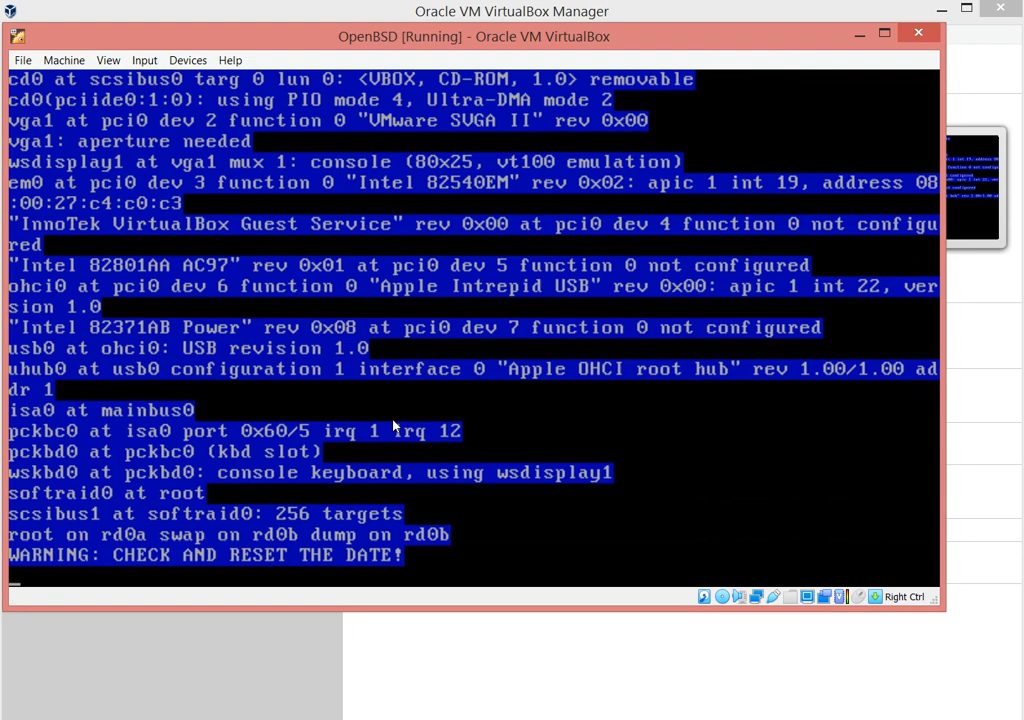 Oracle VM VirtualBox Manager
OpenBSD [Running] - Oracle VM VirtualBox
File Machine View Input Devices Help
cd0 at scsibus0 targ 0 lun 0: <VBOX, CD-ROM, 1.0> removable
cd0(pciide0:1:0): using PIO mode 4, Ultra-DMA mode 2
vga1 at pci0 dev 2 function 0 "VMware SVGA II" rev 0x00
vga1: aperture needed
wsdisplay1 at vga1 mux 1: console (80x25, vt100 emulation)
em0 at pci0 dev 3 function 0 "Intel 82540EM" rev 0x02: apic 1 int 19, address 08
:00:27:c4:c0:c3
"InnoTek VirtualBox Guest Service" rev 0x00 at pci0 dev 4 function 0 not configu
red
"Intel 82801AA AC97" rev 0x01 at pci0 dev 5 function 0 not configured
ohci0 at pci0 dev 6 function 0 "Apple Intrepid USB" rev 0x00: apic 1 int 22, ver
sion 1.0
"Intel 82371AB Power" rev 0x08 at pci0 dev 7 function 0 not configured
usb0 at ohci0: USB revision 1.0
uhub0 at usb0 configuration 1 interface 0 "Apple OHCI root hub" rev 1.00/1.00 ad
dr 1
isa0 at mainbus0
pckbc0 at isa0 port 0x60/5 irq 1 irq 12
pckbd0 at pckbc0 (kbd slot)
wskbd0 at pckbd0: console keyboard, using wsdisplay1
softraid0 at root
scsibus1 at softraid0: 256 targets
root on rd0a swap on rd0b dump on rd0b
WARNING: CHECK AND RESET THE DATE!
Right Ctrl